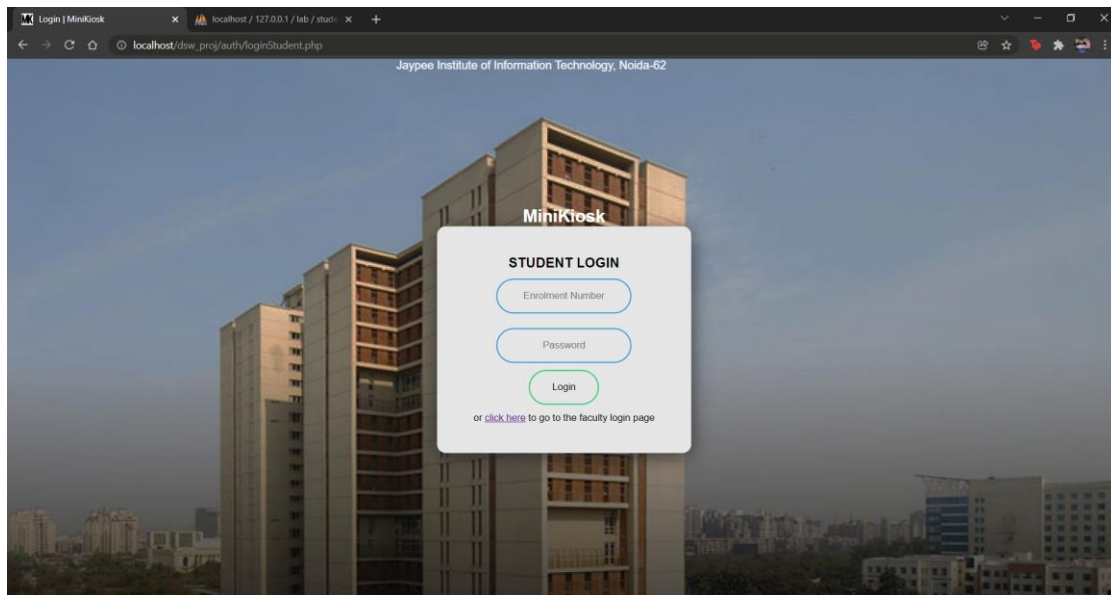 MK Login | MiniKiosk
localhost / 127.0.0.1 / lab / stude
localhost/dsw_proj/auth/loginStudent.php
Tp
Jaypee Institute of Information Technology, Noida-62
MiniKiosk
STUDENT LOGIN
Enrolment Number
Password
Login
or click here to go to the faculty login page